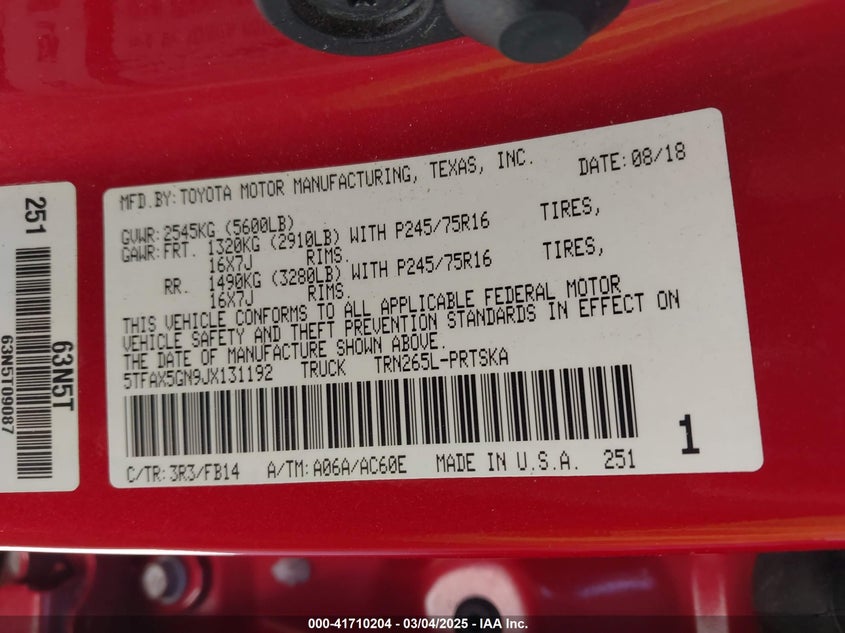 251
63N5T
63N5T09087
MFD.BY:TOYOTA MOTOR MANUFACTURING, TEXAS, INC. DATE:08/18
GVWR:2545KG (5600LB)
GAWR:FRT. 1320KG (2910LB) WITH P245/75R16 TIRES,
16X7J RIMS.
RR. 1490KG (3280LB) WITH P245/75R16 TIRES,
16X7J RIMS.
THIS VEHICLE CONFORMS TO ALL APPLICABLE FEDERAL MOTOR
VEHICLE SAFETY AND THEFT PREVENTION STANDARDS IN EFFECT ON
THE DATE OF MANUFACTURE SHOWN ABOVE.
5TFAX5GN9JX131192 TRUCK TRN265L-PRTSKA
1
C/TR:3R3/FB14 A/TM:A06A/AC60E MADE IN U.S.A. 251
000-41710204 - 03/04/2025 - IAA Inc.